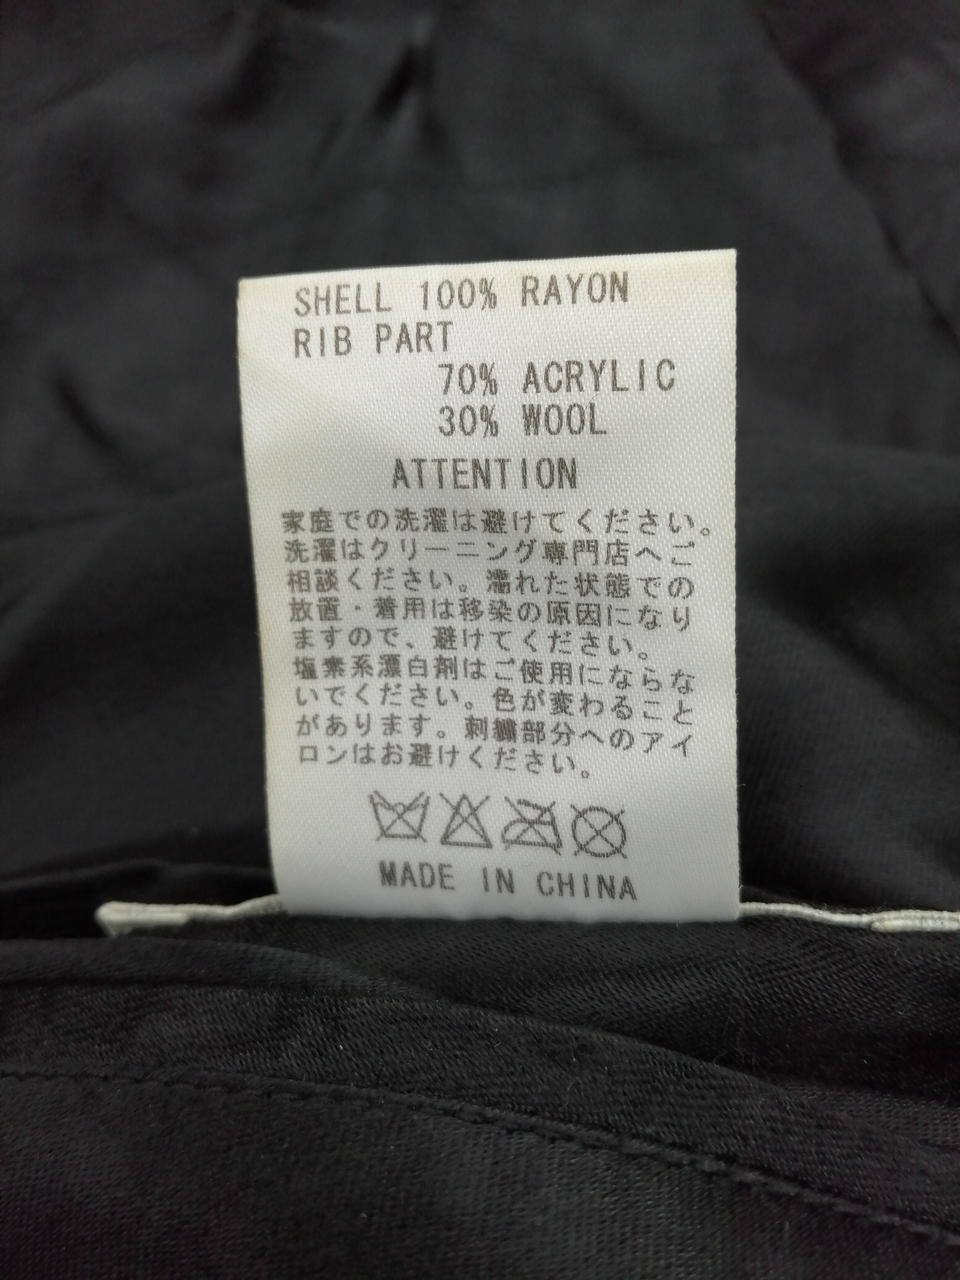 SHELL 100% RAYON
RIB PART
70% ACRYLIC
30% WOOL
ATTENTION
家庭での洗濯は避けてください。
洗濯はクリーニング専門店へご
相談ください。濡れた状態での
放置・着用は移染の原因になり
ますので、避けてください。
塩素系漂白剤はご使用にならな
いでください。色が変わること
があります。刺繍部分へのアイ
ロンはお避けください。
MADE IN CHINA